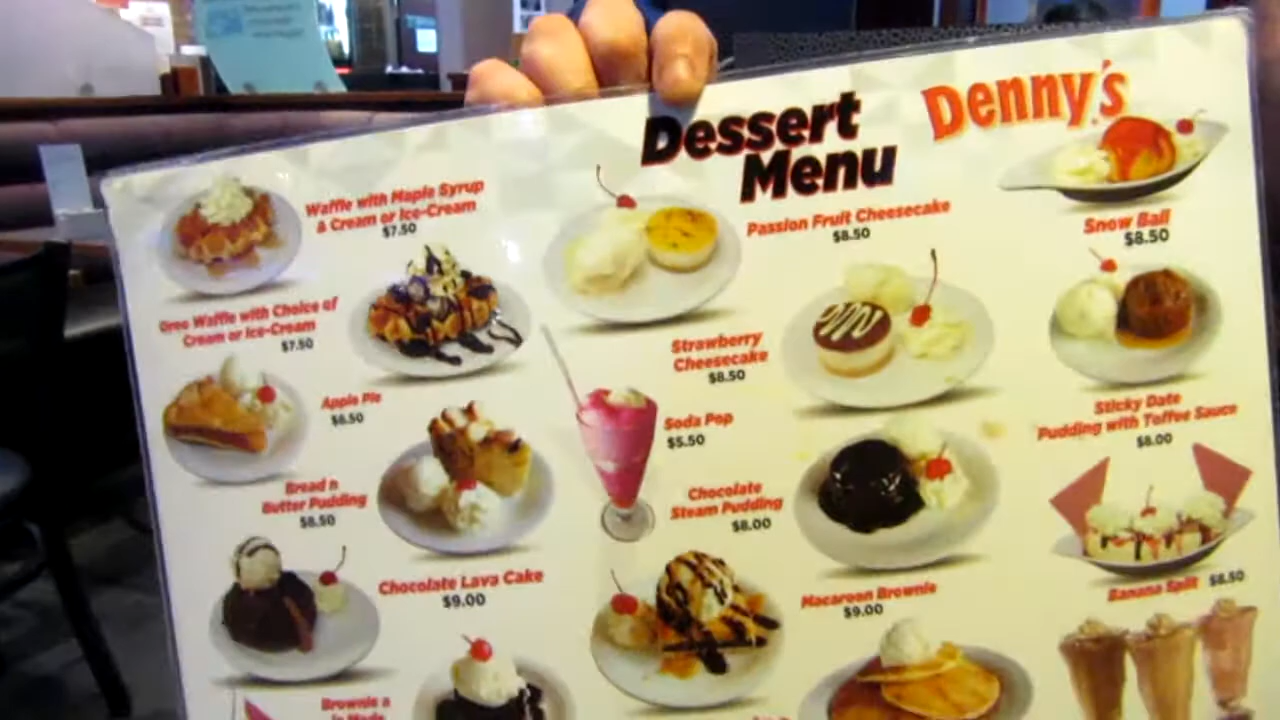 Dessert
Menu
Denny's
Waffle with Maple Syrup
& Cream or Ice-Cream
$7.50
Passion Fruit Cheesecake
$8.50
Snow Ball
$8.50
Oreo Waffle with Choice of
Cream or Ice-Cream
$7.50
Strawberry
Cheesecake
$8.50
Apple Pie
$6.50
Soda Pop
$5.50
Sticky Date
Pudding with Toffee Sauce
$8.00
Bread n
Butter Pudding
$8.50
Chocolate
Steam Pudding
$8.00
Chocolate Lava Cake
$9.00
Macaroon Brownie
$9.00
Banana Split $8.50
Brownie a